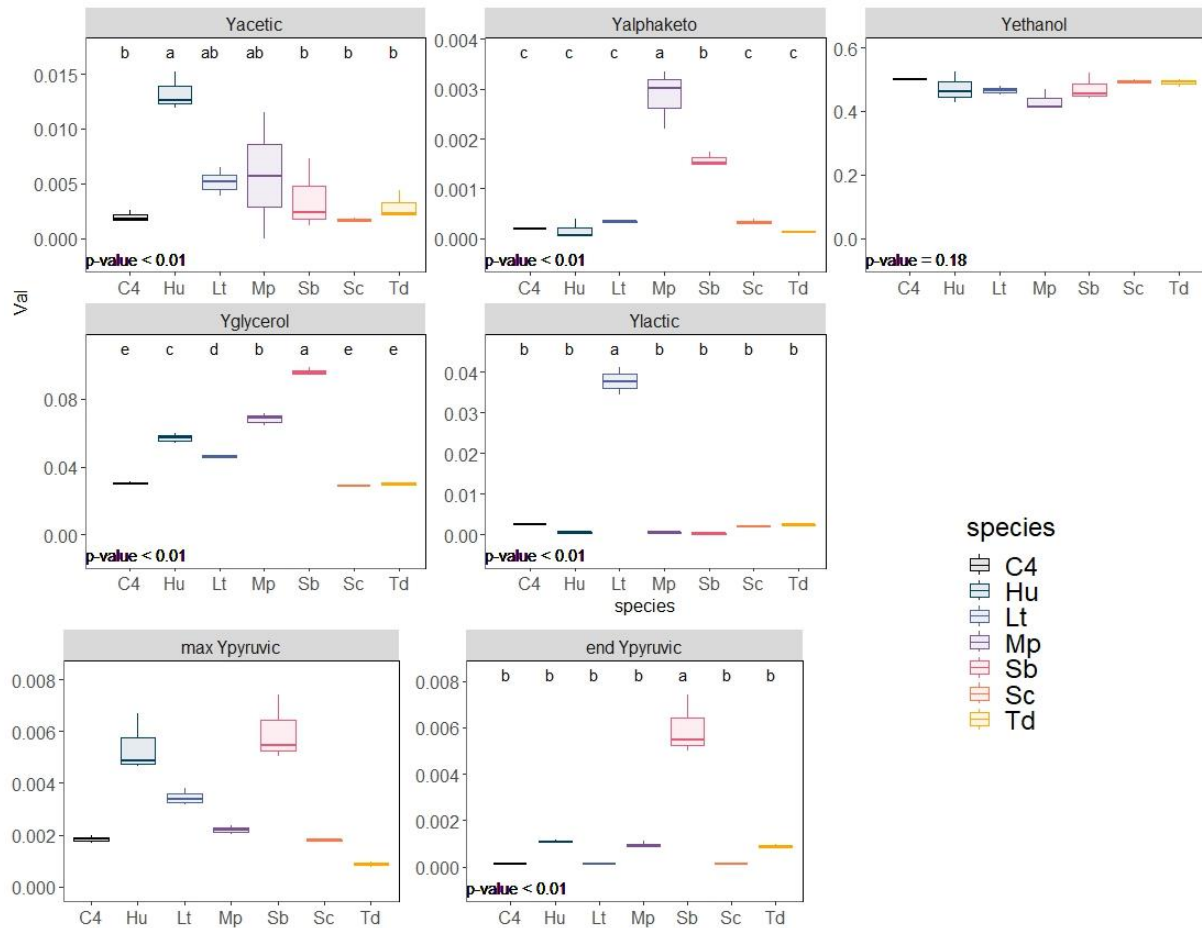 Yacetic
Yalphaketo
Yethanol
0.015
0.010
0.005
0.000
b a ab ab b b b
p-value < 0.01
C4 Hu Lt Mp Sb Sc Td
0.004
0.003
0.002
0.001
0.000
c c c a b c c
p-value < 0.01
C4 Hu Lt Mp Sb Sc Td
0.6
0.4
0.2
0.0
p-value = 0.18
C4 Hu Lt Mp Sb Sc Td
Val
Yglycerol
Ylactic
0.08
0.04
0.00
e c d b a e e
p-value < 0.01
C4 Hu Lt Mp Sb Sc Td
0.04
0.03
0.02
0.01
0.00
b b a b b b b
p-value < 0.01
C4 Hu Lt Mp Sb Sc Td
species
max Ypyruvic
end Ypyruvic
0.008
0.006
0.004
0.002
0.000
C4 Hu Lt Mp Sb Sc Td
0.008
0.006
0.004
0.002
0.000
b b b b a b b
p-value < 0.01
C4 Hu Lt Mp Sb Sc Td
species
C4
Hu
Lt
Mp
Sb
Sc
Td